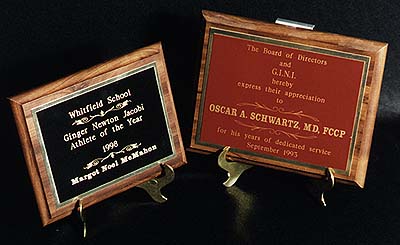 Whitfield School
Ginger Newton Jacobi
Athlete of the Year
1998
Margot Noel McMahon
The Board of Directors
and
G.I.N.I.
hereby
express their appreciation
to
OSCAR A. SCHWARTZ, MD, FCCP
for his years of dedicated service
September 1993